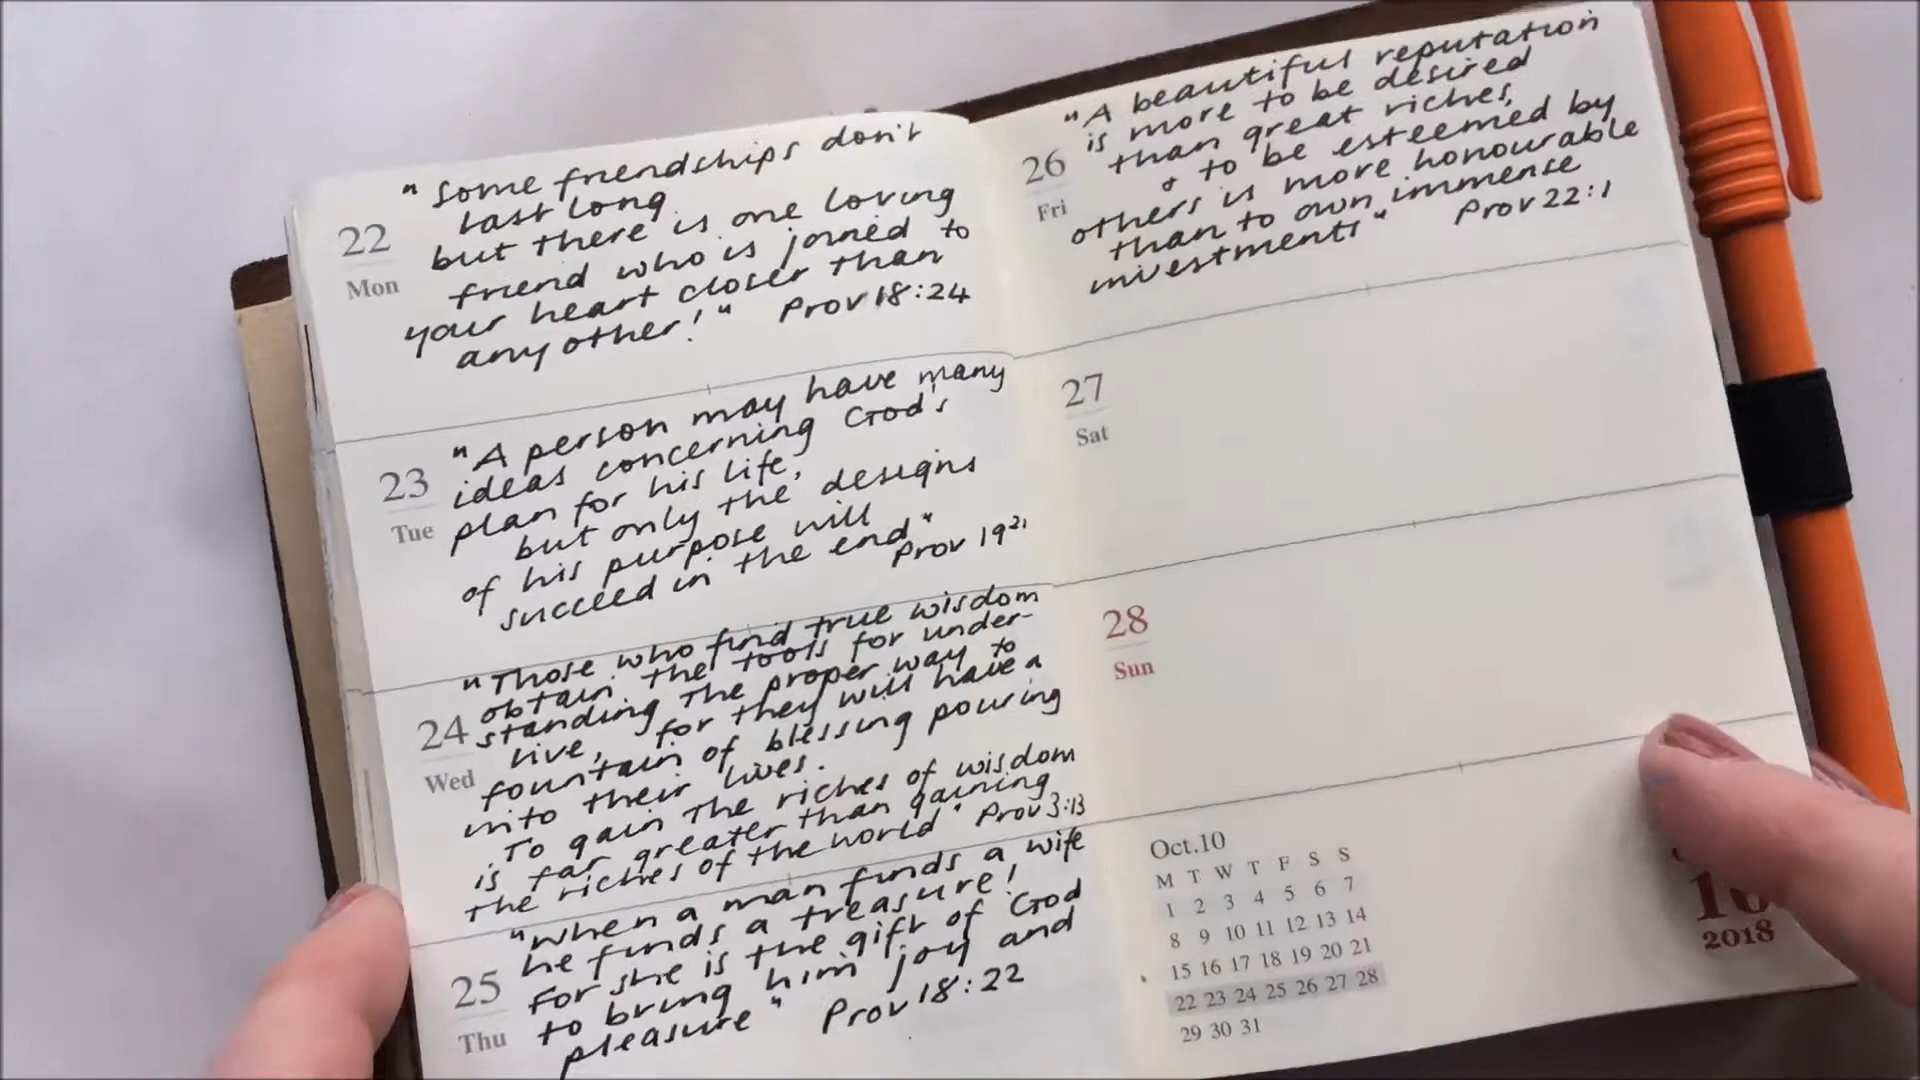 22
Mon
"Some friendships don't
last long
but there is one loving
friend who is joined to
your heart closer than
any other!" Prov 18:24
23
Tue
"A person may have many
ideas concerning God's
plan for his life,
but only the designs
of his purpose will
succeed in the end"
Prov 19 21
24
Wed
"Those who find true wisdom
obtain the tools for under-
standing the proper way to
live, for they will have a
fountain of blessing pouring
into their lives.
To gain the riches of wisdom
is far greater than gaining
the riches of the world" Prov 3:13
25
Thu
"When a man finds a wife
he finds a treasure!
For she is the gift of God
to bring him joy and
pleasure" Prov 18:22
26
Fri
"A beautiful reputation
is more to be desired
than great riches,
& to be esteemed by
others is more honourable
than to own immense
investments" Prov 22:1
27
Sat
28
Sun
Oct.10
M T W T F S S
1 2 3 4 5 6 7
8 9 10 11 12 13 14
15 16 17 18 19 20 21
22 23 24 25 26 27 28
29 30 31
10
2018